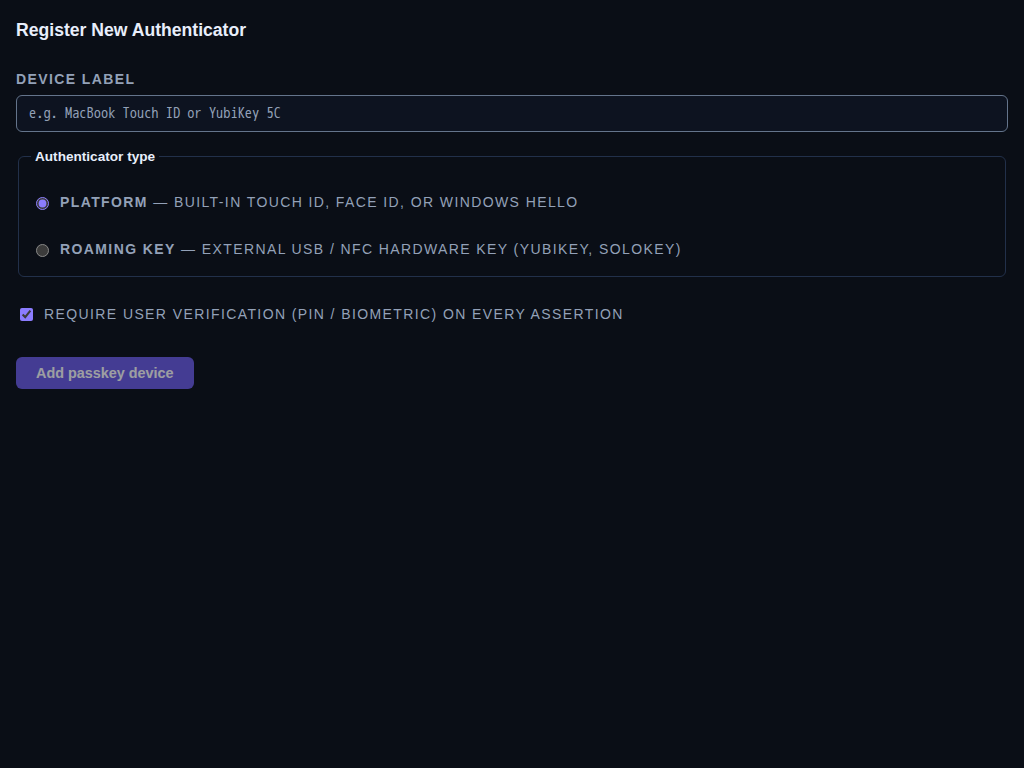 Register New Authenticator
DEVICE LABEL
e.g. MacBook Touch ID or YubiKey 5C
Authenticator type
PLATFORM — BUILT-IN TOUCH ID, FACE ID, OR WINDOWS HELLO
ROAMING KEY — EXTERNAL USB / NFC HARDWARE KEY (YUBIKEY, SOLOKEY)
REQUIRE USER VERIFICATION (PIN / BIOMETRIC) ON EVERY ASSERTION
Add passkey device